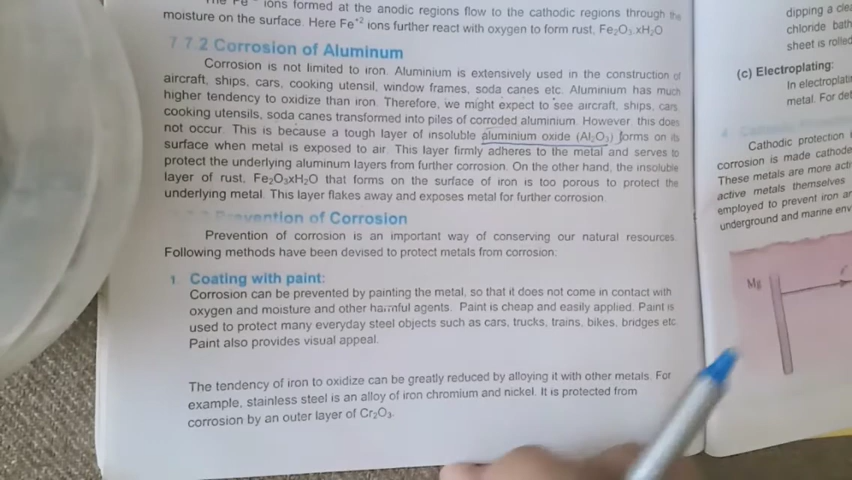 The Fe ions formed at the anodic regions flow to the cathodic regions through the
moisture on the surface. Here Fe⁺² ions further react with oxygen to form rust, Fe₂O₃.xH₂O
7.7.2 Corrosion of Aluminum
Corrosion is not limited to iron. Aluminium is extensively used in the construction of
aircraft, ships, cars, cooking utensil, window frames, soda canes etc. Aluminium has much
higher tendency to oxidize than iron. Therefore, we might expect to see aircraft, ships, cars,
cooking utensils, soda canes transformed into piles of corroded aluminium. However, this does
not occur. This is because a tough layer of insoluble aluminium oxide (Al₂O₃) forms on its
surface when metal is exposed to air. This layer firmly adheres to the metal and serves to
protect the underlying aluminum layers from further corrosion. On the other hand, the insoluble
layer of rust, Fe₂O₃xH₂O that forms on the surface of iron is too porous to protect the
underlying metal. This layer flakes away and exposes metal for further corrosion.
Prevention of Corrosion
Prevention of corrosion is an important way of conserving our natural resources.
Following methods have been devised to protect metals from corrosion:
1. Coating with paint:
Corrosion can be prevented by painting the metal, so that it does not come in contact with
oxygen and moisture and other harmful agents. Paint is cheap and easily applied. Paint is
used to protect many everyday steel objects such as cars, trucks, trains, bikes, bridges etc.
Paint also provides visual appeal.
The tendency of iron to oxidize can be greatly reduced by alloying it with other metals. For
example, stainless steel is an alloy of iron chromium and nickel. It is protected from
corrosion by an outer layer of Cr₂O₃.
dipping a
chloride bath
sheet is rolled
(c) Electroplating:
In
metal. For
Cathodic protection
corrosion is made
These metals are more
active metals themselves
employed to prevent iron
underground and marine
Mg